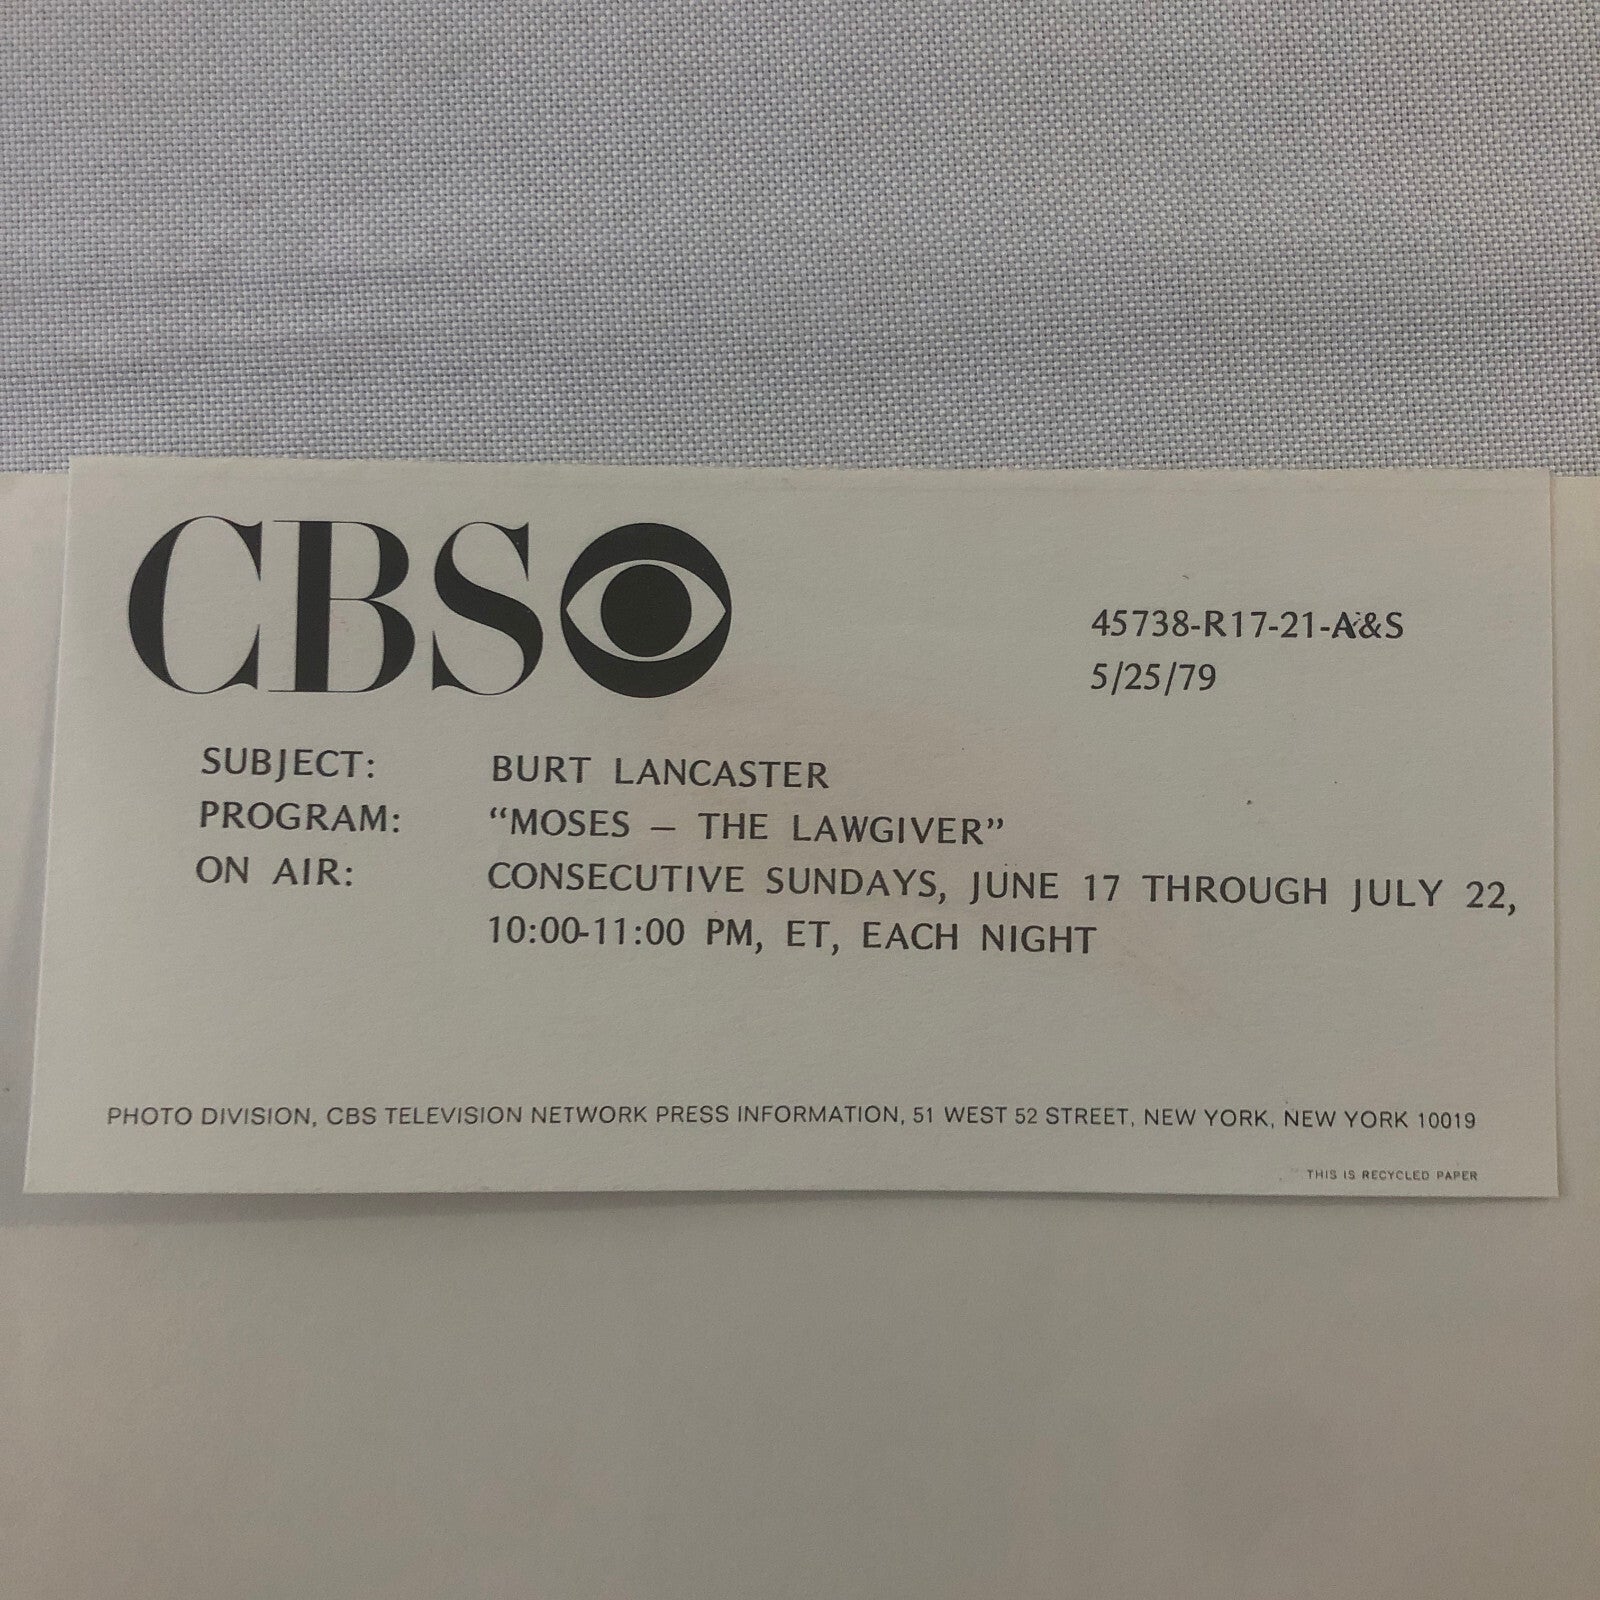 CBS
45738-R17-21-A&S
5/25/79
SUBJECT: BURT LANCASTER
PROGRAM: “MOSES – THE LAWGIVER”
ON AIR: CONSECUTIVE SUNDAYS, JUNE 17 THROUGH JULY 22,
10:00-11:00 PM, ET, EACH NIGHT
PHOTO DIVISION, CBS TELEVISION NETWORK PRESS INFORMATION, 51 WEST 52 STREET, NEW YORK, NEW YORK 10019
THIS IS RECYCLED PAPER